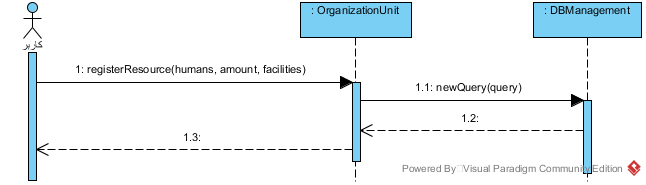 : OrganizationUnit
: DBManagement
کاربر
1: registerResource(humans, amount, facilities)
1.1: newQuery(query)
1.2:
1.3:
Powered By Visual Paradigm Community Edition